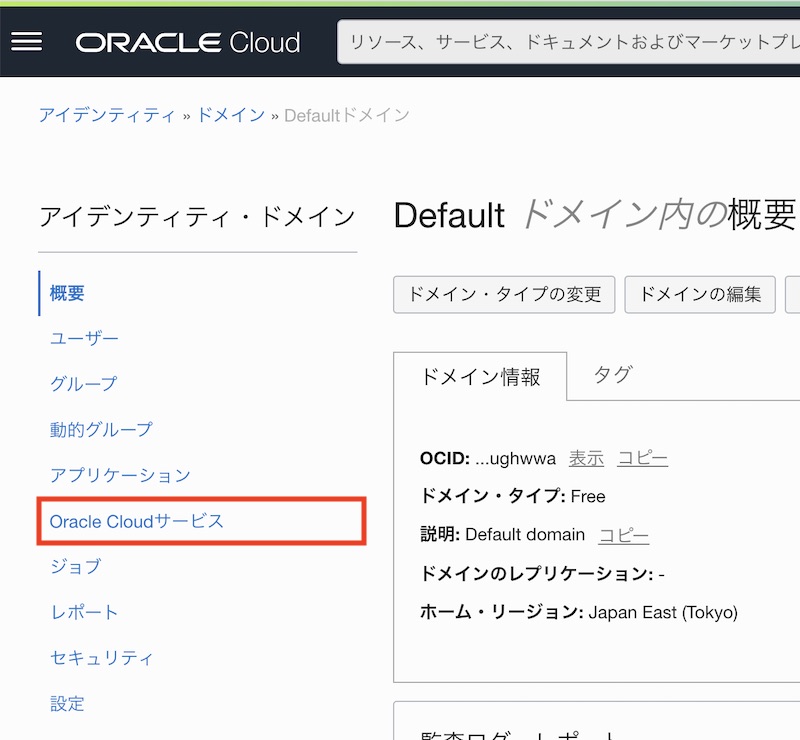 ORACLE Cloud
リソース、サービス、ドキュメントおよびマーケットプレ
アイデンティティ » ドメイン » Defaultドメイン
アイデンティティ・ドメイン
概要
ユーザー
グループ
動的グループ
アプリケーション
Oracle Cloudサービス
ジョブ
レポート
セキュリティ
設定
Default ドメイン内の概要
ドメイン・タイプの変更
ドメインの編集
ドメイン情報
タグ
OCID: ...ughwwa 表示 コピー
ドメイン・タイプ: Free
説明: Default domain コピー
ドメインのレプリケーション: -
ホーム・リージョン: Japan East (Tokyo)